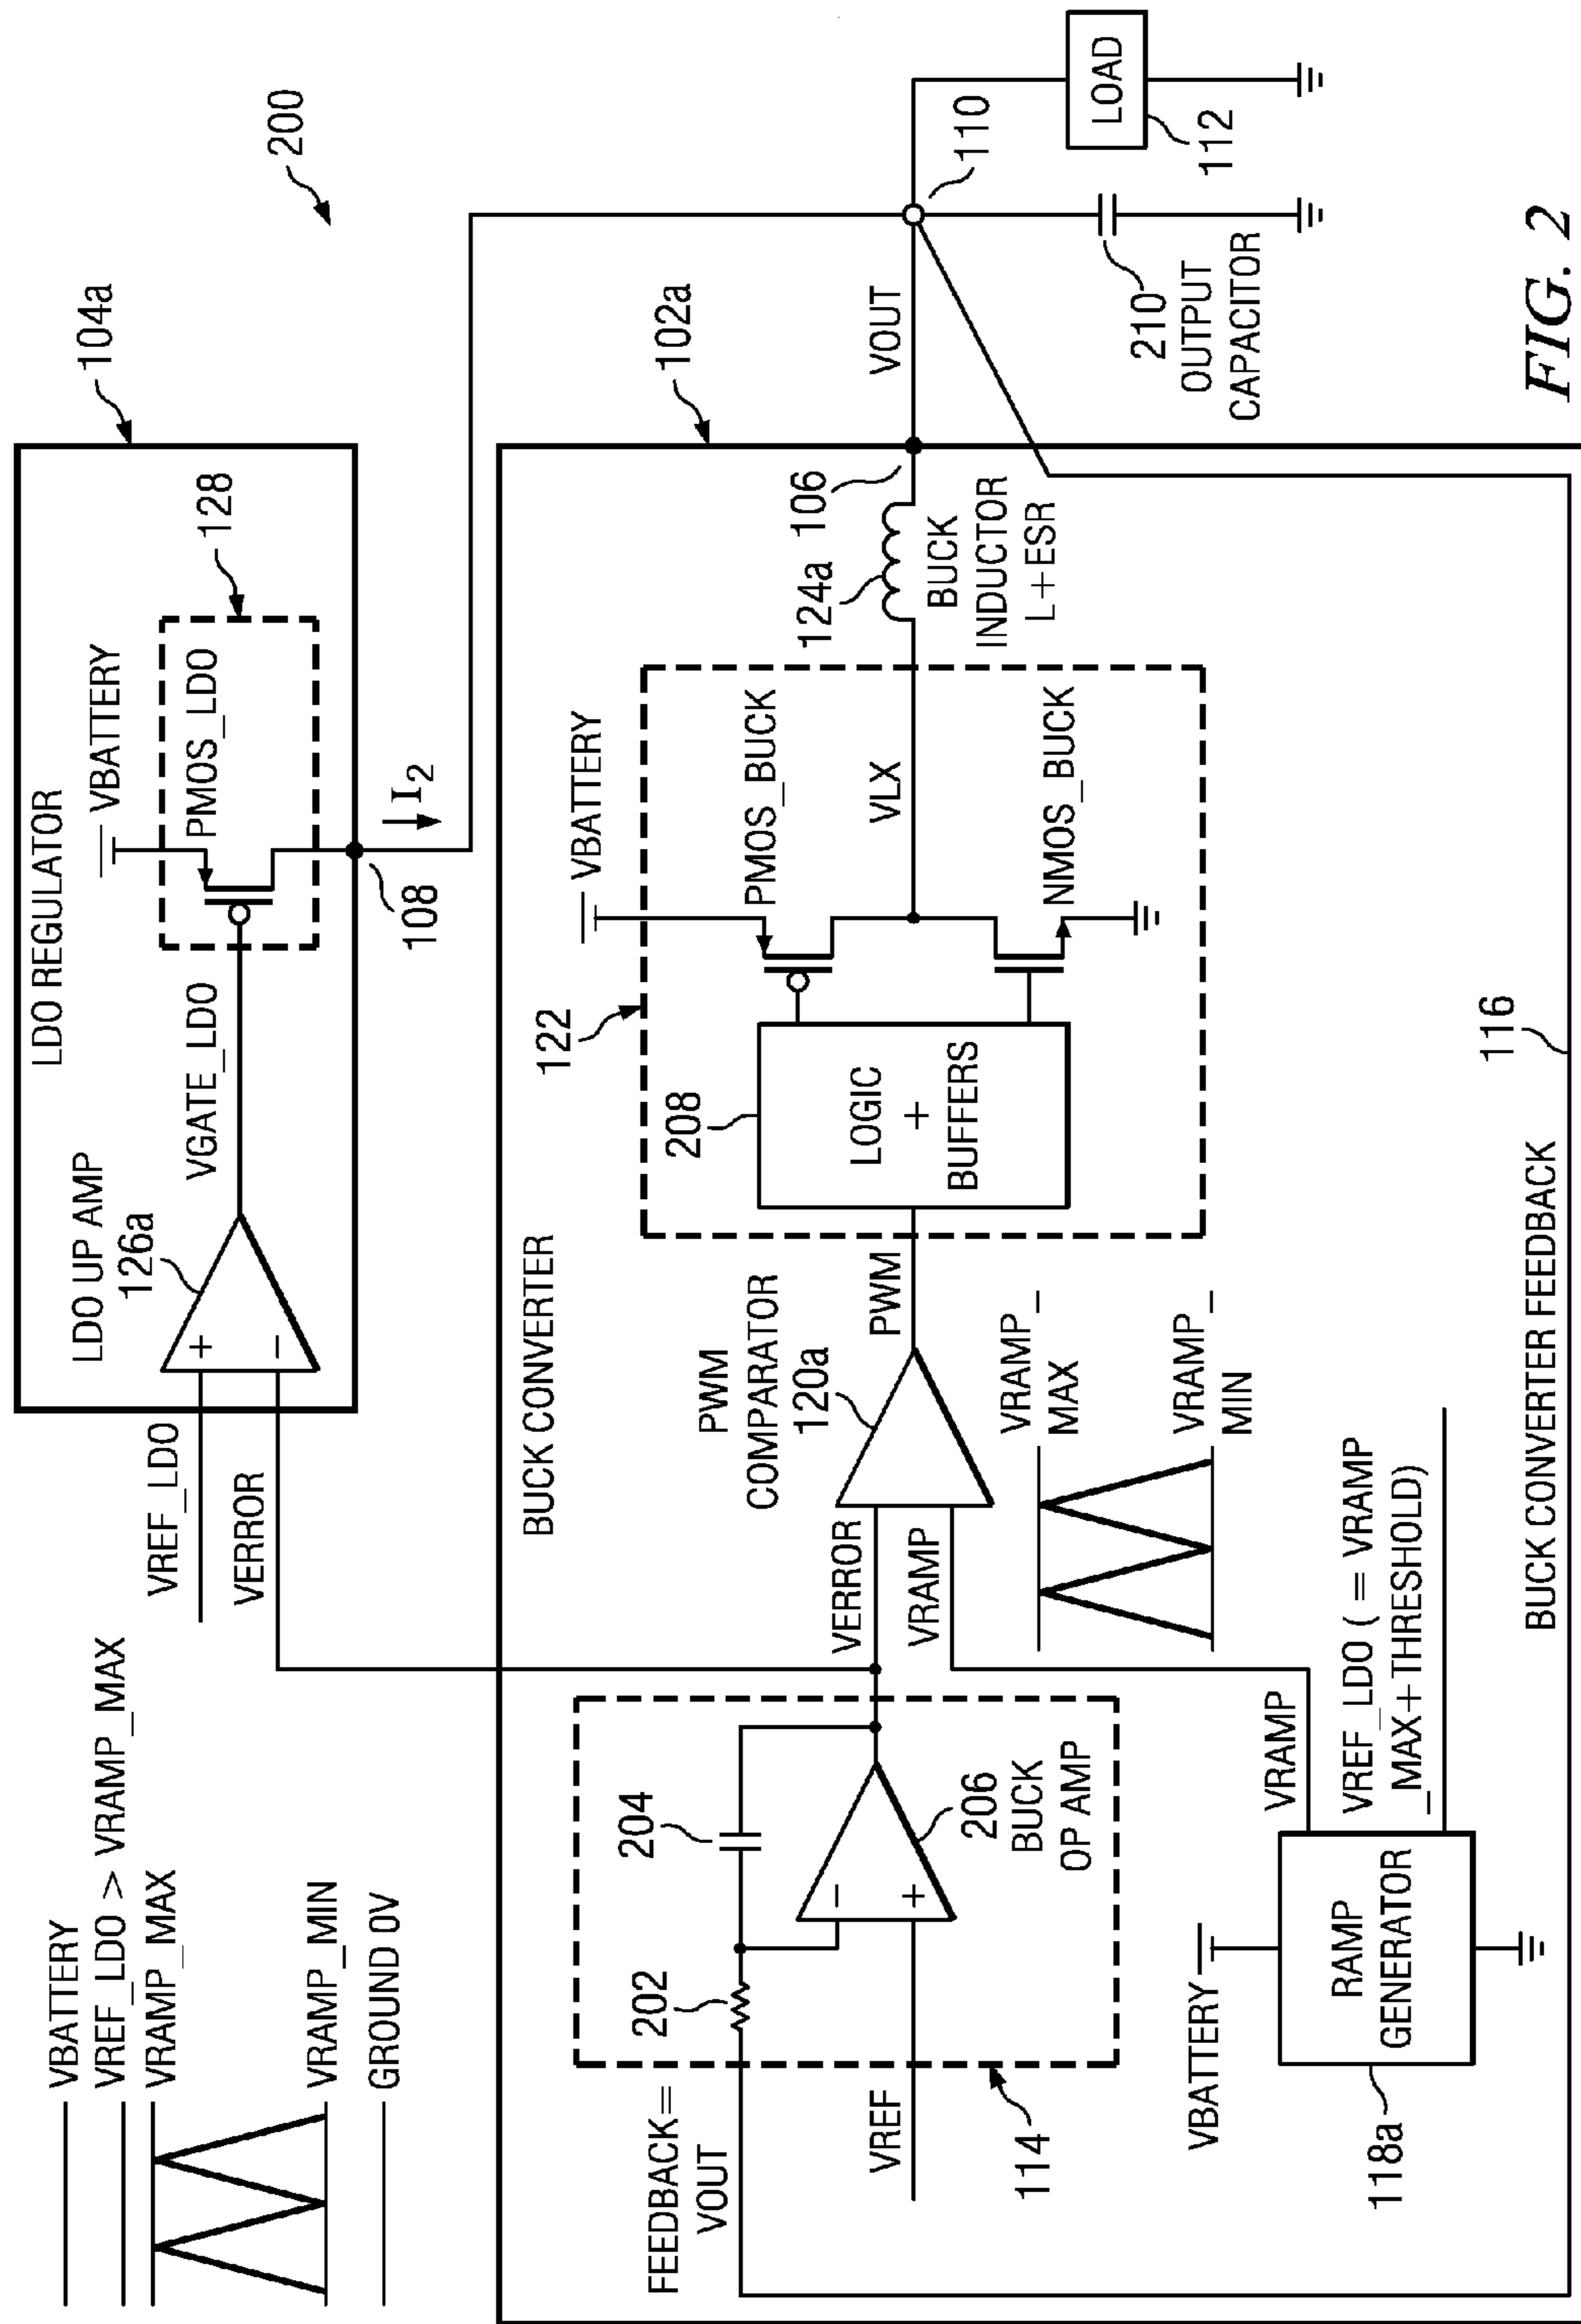 VBATTERY
VREF_LDO > VRAMP_MAX
VRAMP_MAX
VRAMP_MIN
GROUND 0V
VREF_LDO
VERROR
LDO REGULATOR
LDO UP AMP
126a
+
−
VGATE_LDO
VBATTERY
PMOS_LDO
128
104a
108
I2
200
BUCK CONVERTER
102a
FEEDBACK=
VOUT
VREF
114
202
204
−
+
206
BUCK
OP AMP
VERROR
VRAMP
PWM
COMPARATOR
120a
PWM
VRAMP_
MAX
VRAMP_
MIN
122
208
LOGIC
+
BUFFERS
VBATTERY
PMOS_BUCK
VLX
NMOS_BUCK
124a
BUCK
INDUCTOR
L+ESR
106
VOUT
110
210
OUTPUT
CAPACITOR
LOAD
112
VBATTERY
RAMP
GENERATOR
118a
VRAMP
VREF_LDO ( = VRAMP
_MAX+THRESHOLD)
BUCK CONVERTER FEEDBACK
116
FIG. 2